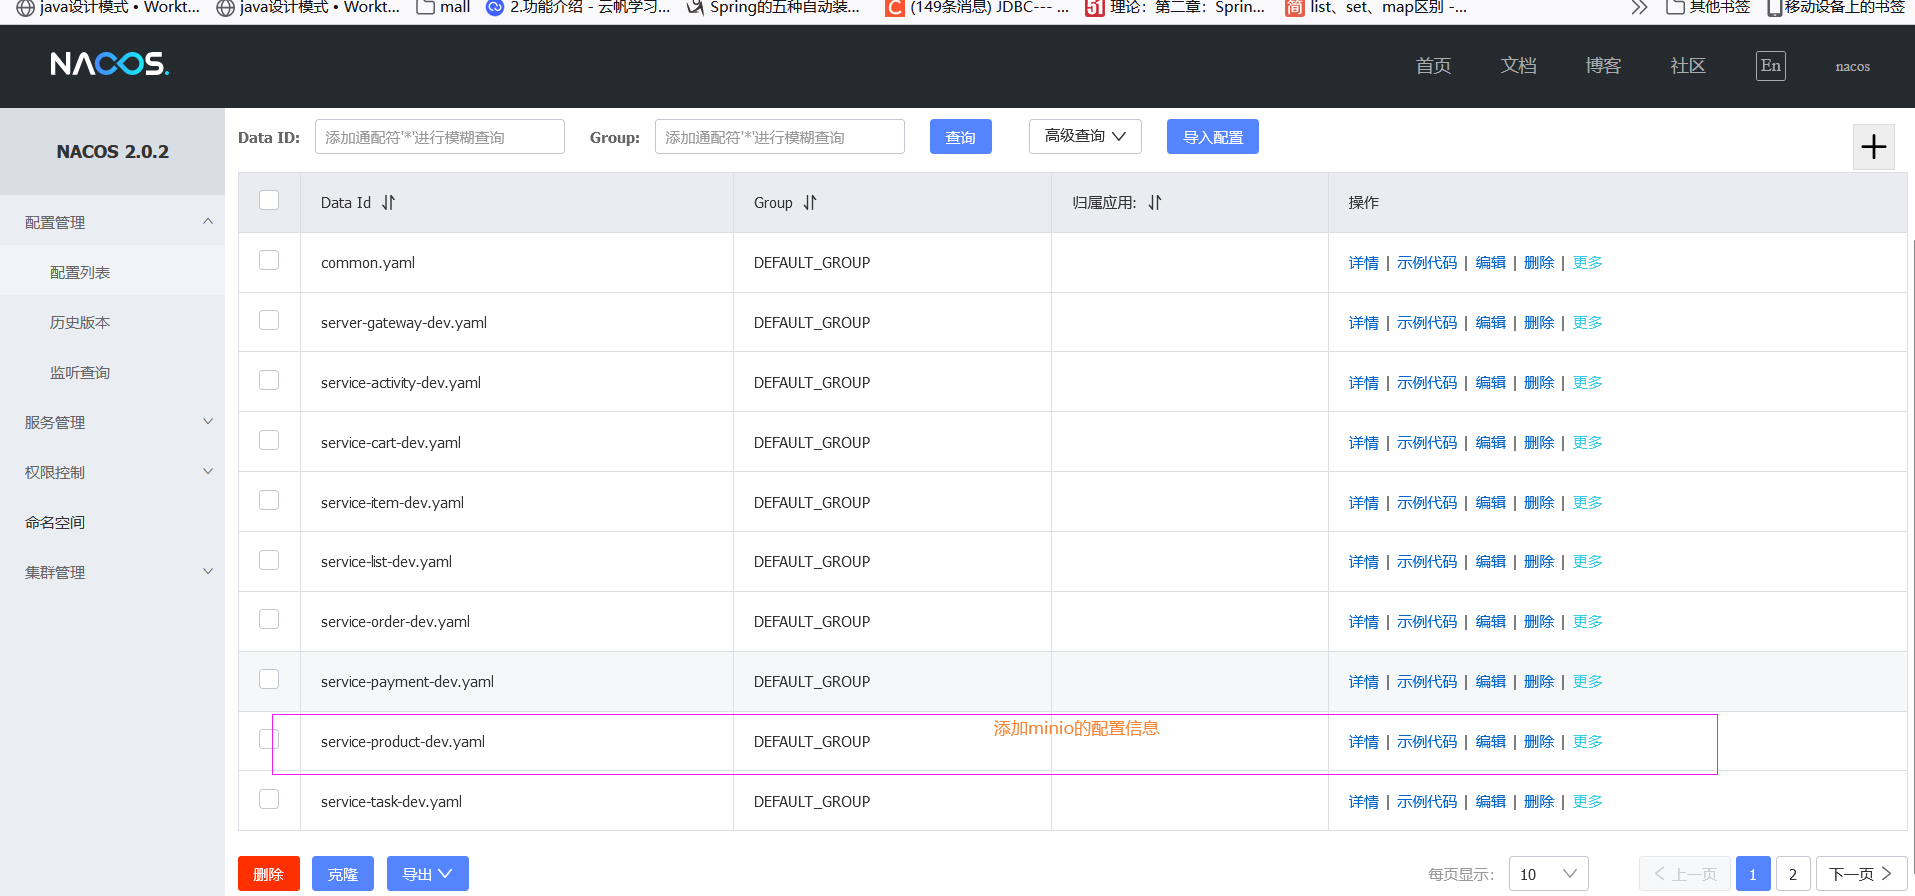 java设计模式 • Workt...
java设计模式 • Workt...
mall
2.功能介绍 - 云帆学习...
Spring的五种自动装...
(149条消息) JDBC--- ...
理论：第二章：Sprin...
list、set、map区别 -...
其他书签
移动设备上的书签
NACOS.
首页 文档 博客 社区 En nacos
NACOS 2.0.2
配置管理
配置列表
历史版本
监听查询
服务管理
权限控制
命名空间
集群管理
Data ID: 添加通配符'*'进行模糊查询 Group: 添加通配符'*'进行模糊查询 查询 高级查询 导入配置
Data Id Group 归属应用: 操作
common.yaml DEFAULT_GROUP 详情 | 示例代码 | 编辑 | 删除 | 更多
server-gateway-dev.yaml DEFAULT_GROUP 详情 | 示例代码 | 编辑 | 删除 | 更多
service-activity-dev.yaml DEFAULT_GROUP 详情 | 示例代码 | 编辑 | 删除 | 更多
service-cart-dev.yaml DEFAULT_GROUP 详情 | 示例代码 | 编辑 | 删除 | 更多
service-item-dev.yaml DEFAULT_GROUP 详情 | 示例代码 | 编辑 | 删除 | 更多
service-list-dev.yaml DEFAULT_GROUP 详情 | 示例代码 | 编辑 | 删除 | 更多
service-order-dev.yaml DEFAULT_GROUP 详情 | 示例代码 | 编辑 | 删除 | 更多
service-payment-dev.yaml DEFAULT_GROUP 详情 | 示例代码 | 编辑 | 删除 | 更多
添加minio的配置信息
service-product-dev.yaml DEFAULT_GROUP 详情 | 示例代码 | 编辑 | 删除 | 更多
service-task-dev.yaml DEFAULT_GROUP 详情 | 示例代码 | 编辑 | 删除 | 更多
删除 克隆 导出 每页显示: 10 上一页 1 2 下一页